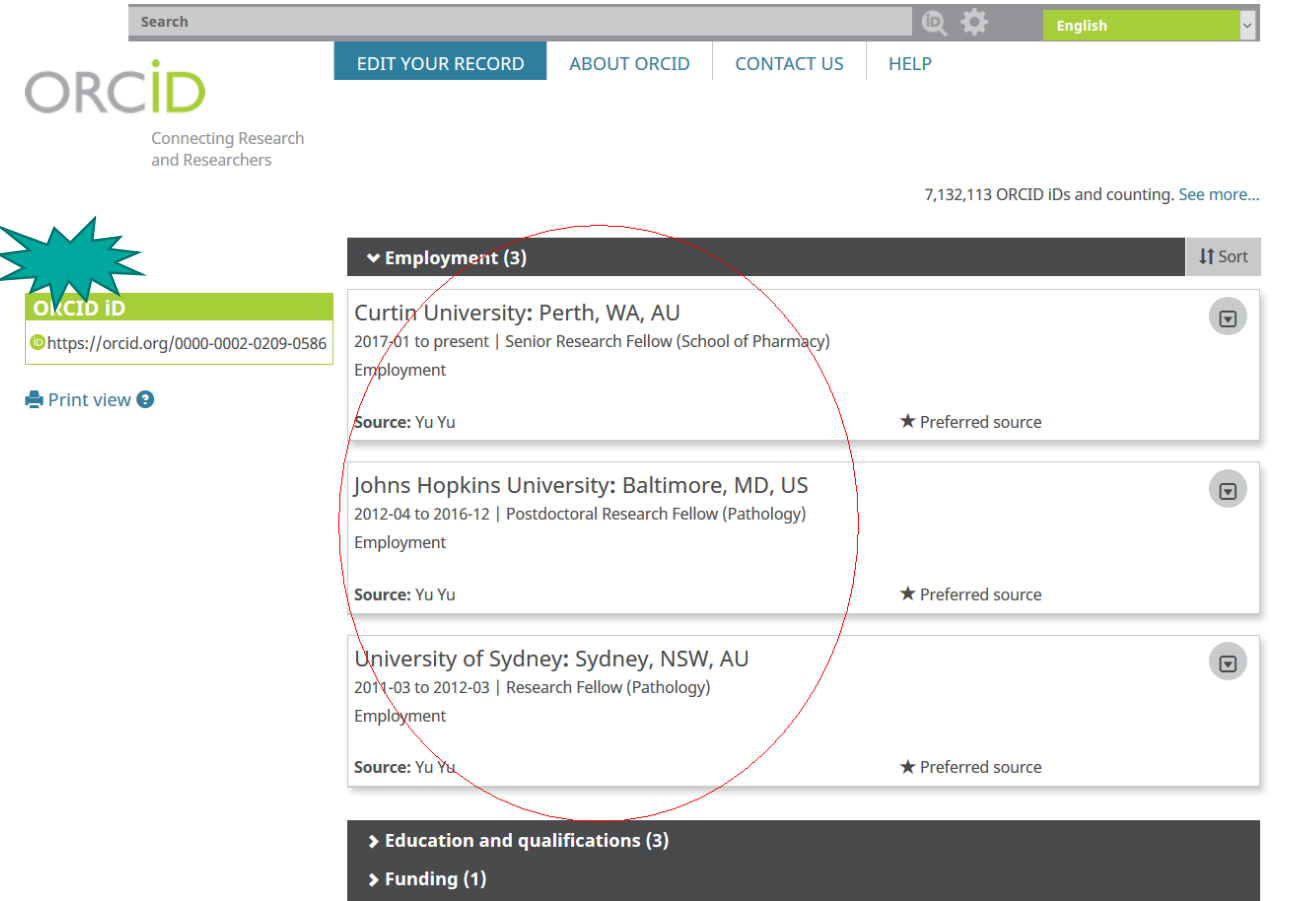 Search
English
EDIT YOUR RECORD
ABOUT ORCID
CONTACT US
HELP
ORCID
Connecting Research
and Researchers
7,132,113 ORCID iDs and counting. See more...
Employment (3)
Sort
ORCID iD
iD https://orcid.org/0000-0002-0209-0586
Print view ?
Curtin University: Perth, WA, AU
2017-01 to present | Senior Research Fellow (School of Pharmacy)
Employment
Source: Yu Yu
★ Preferred source
Johns Hopkins University: Baltimore, MD, US
2012-04 to 2016-12 | Postdoctoral Research Fellow (Pathology)
Employment
Source: Yu Yu
★ Preferred source
University of Sydney: Sydney, NSW, AU
2011-03 to 2012-03 | Research Fellow (Pathology)
Employment
Source: Yu Yu
★ Preferred source
Education and qualifications (3)
Funding (1)